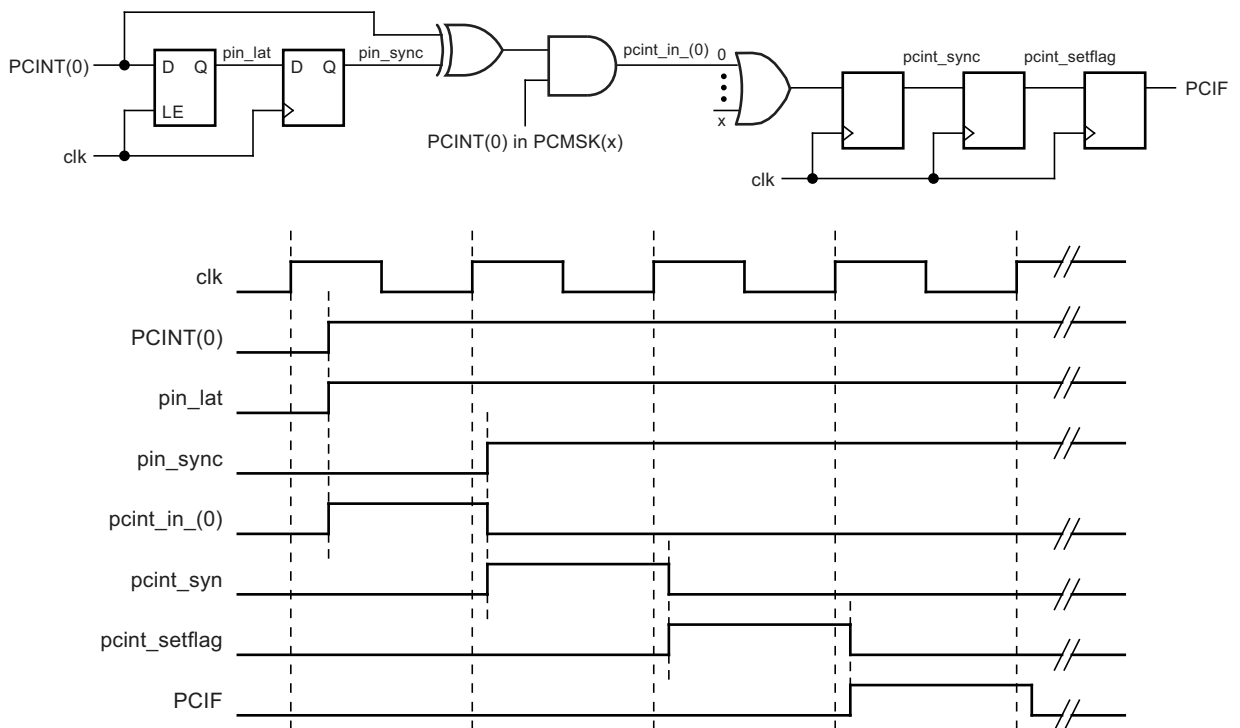 PCINT(0)
D Q
LE
pin_lat
D Q
pin_sync
clk
PCINT(0) in PCMSK(x)
pcint_in_(0)
0
x
pcint_sync
pcint_setflag
PCIF
clk
clk
PCINT(0)
pin_lat
pin_sync
pcint_in_(0)
pcint_syn
pcint_setflag
PCIF